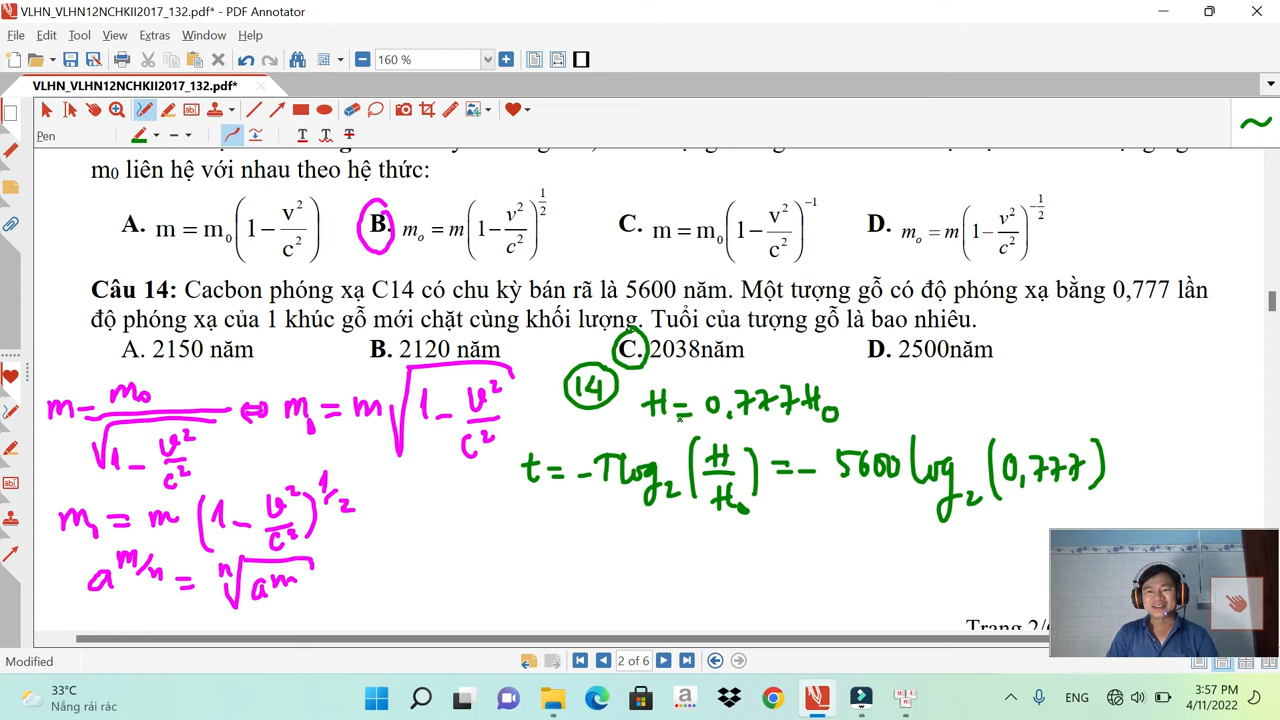 VLHN_VLHN12NCHKII2017_132.pdf* - PDF Annotator
File Edit Tool View Extras Window Help
160 %
VLHN_VLHN12NCHKII2017_132.pdf*
Pen
m0 liên hệ với nhau theo hệ thức:
A. m = m₀(1 − v²/c²) B. mₒ = m(1 − v²/c²)^(1/2) C. m = m₀(1 − v²/c²)^(−1) D. mₒ = m(1 − v²/c²)^(−1/2)
Câu 14: Cacbon phóng xạ C14 có chu kỳ bán rã là 5600 năm. Một tượng gỗ có độ phóng xạ bằng 0,777 lần
độ phóng xạ của 1 khúc gỗ mới chặt cùng khối lượng. Tuổi của tượng gỗ là bao nhiêu.
A. 2150 năm B. 2120 năm C. 2038năm D. 2500năm
m = m₀/√(1 − v²/c²) ⇔ m₀ = m√(1 − v²/c²)
m₀ = m(1 − v²/c²)^(1/2)
a^(m/n) = ⁿ√(a^m)
14
H = 0,777H₀
t = −T log₂(H/H₀) = − 5600 log₂(0,777)
Modified
2 of 6
33°C
Nắng rải rác
ENG
3:57 PM
4/11/2022